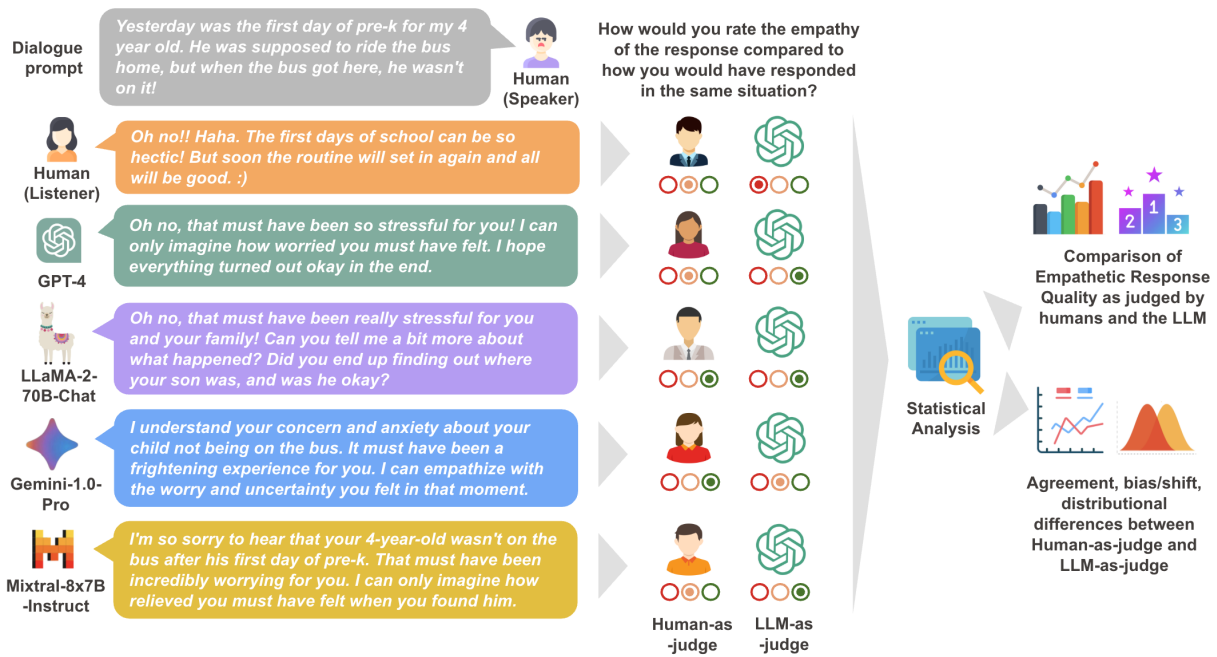 Dialogue
prompt
Yesterday was the first day of pre-k for my 4
year old. He was supposed to ride the bus
home, but when the bus got here, he wasn't
on it!
Human
(Speaker)
How would you rate the empathy
of the response compared to
how you would have responded
in the same situation?
Human
(Listener)
Oh no!! Haha. The first days of school can be so
hectic! But soon the routine will set in again and all
will be good. :)
GPT-4
Oh no, that must have been so stressful for you! I can
only imagine how worried you must have felt. I hope
everything turned out okay in the end.
LLaMA-2-
70B-Chat
Oh no, that must have been really stressful for you
and your family! Can you tell me a bit more about
what happened? Did you end up finding out where
your son was, and was he okay?
Gemini-1.0-
Pro
I understand your concern and anxiety about your
child not being on the bus. It must have been a
frightening experience for you. I can empathize with
the worry and uncertainty you felt in that moment.
Mixtral-8x7B
-Instruct
I'm so sorry to hear that your 4-year-old wasn't on the
bus after his first day of pre-k. That must have been
incredibly worrying for you. I can only imagine how
relieved you must have felt when you found him.
Human-as
-judge
LLM-as
-judge
Statistical
Analysis
2
1
3
Comparison of
Empathetic Response
Quality as judged by
humans and the LLM
Agreement, bias/shift,
distributional
differences between
Human-as-judge and
LLM-as-judge